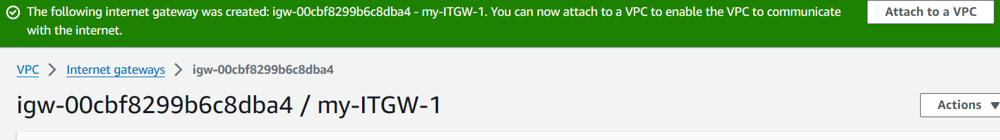 The following internet gateway was created: igw-00cbf8299b6c8dba4 - my-ITGW-1. You can now attach to a VPC to enable the VPC to communicate
with the internet.
Attach to a VPC
VPC > Internet gateways > igw-00cbf8299b6c8dba4
igw-00cbf8299b6c8dba4 / my-ITGW-1
Actions